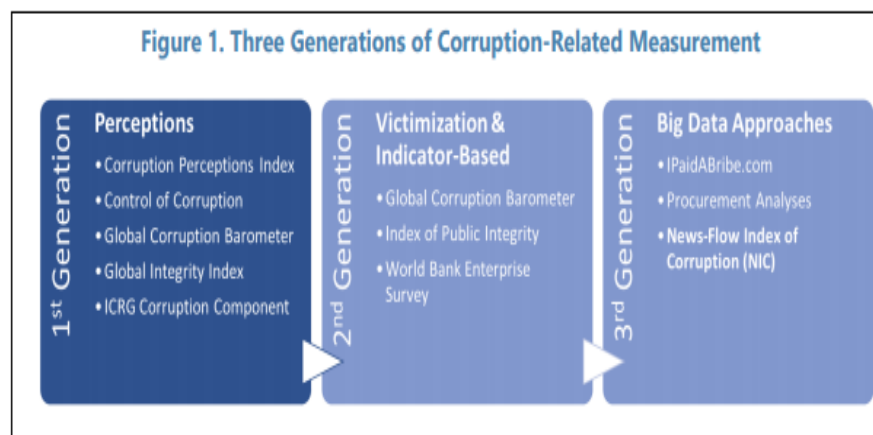 Figure 1. Three Generations of Corruption-Related Measurement
1st Generation
Perceptions
• Corruption Perceptions Index
• Control of Corruption
• Global Corruption Barometer
• Global Integrity Index
• ICRG Corruption Component
2nd Generation
Victimization &
Indicator-Based
• Global Corruption Barometer
• Index of Public Integrity
• World Bank Enterprise
Survey
3rd Generation
Big Data Approaches
• IPaidABribe.com
• Procurement Analyses
• News-Flow Index of
Corruption (NIC)